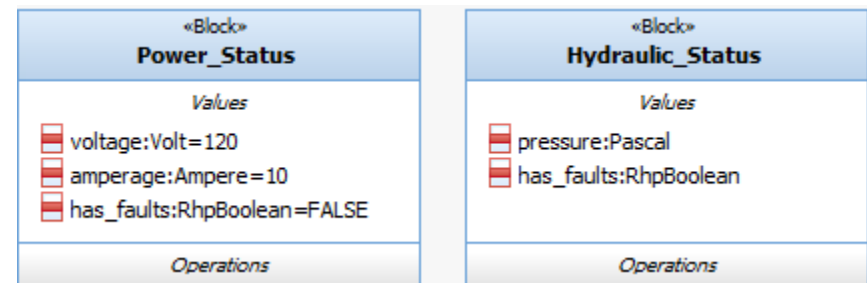 «Block»
Power_Status
Values
voltage:Volt=120
amperage:Ampere=10
has_faults:RhpBoolean=FALSE
Operations
«Block»
Hydraulic_Status
Values
pressure:Pascal
has_faults:RhpBoolean
Operations